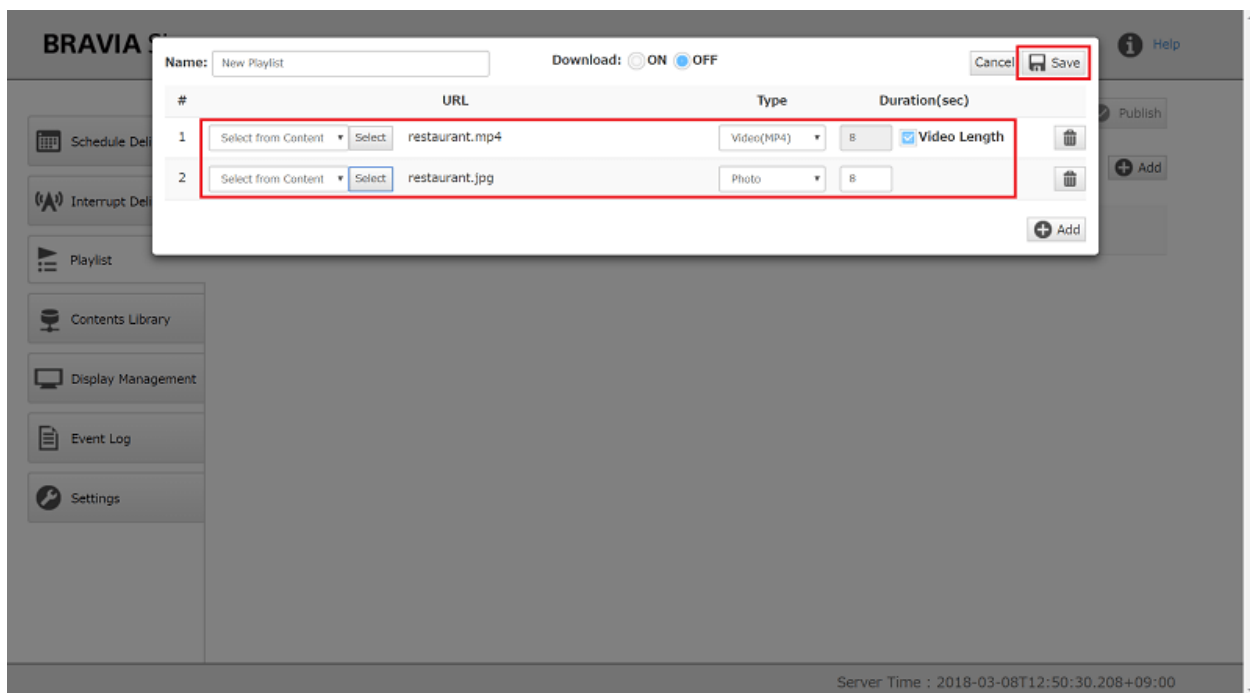 BRAVIA
Help
Name: New Playlist Download: ON OFF Cancel Save
# URL Type Duration(sec)
Publish
1 Select from Content Select restaurant.mp4 Video(MP4) 8 Video Length
Schedule Deli
2 Select from Content Select restaurant.jpg Photo 8
Add
Interrupt Deli
Add
Playlist
Contents Library
Display Management
Event Log
Settings
Server Time : 2018-03-08T12:50:30.208+09:00